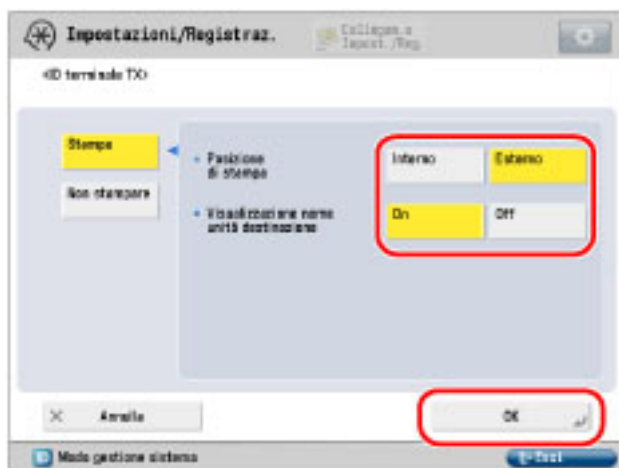 Impostazioni/Registraz.
Collegam.a
Impost./Reg.
<ID terminale TX>
Stampa
Non stampare
Posizione
di stampa
Interno
Esterno
Visualizzazione nome
unità destinazione
On
Off
Annulla
OK
Modo gestione sistema